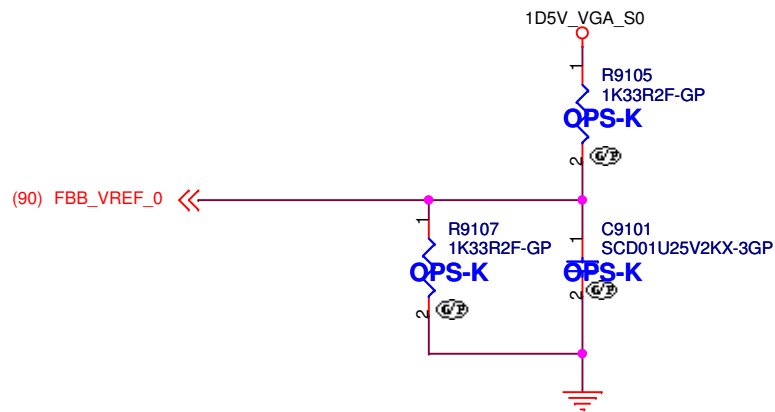 1D5V_VGA_S0
1
R9105
1K33R2F-GP
OPS-K
2
G/P
(90) FBB_VREF_0
1
R9107
1K33R2F-GP
OPS-K
2
G/P
1
C9101
SCD01U25V2KX-3GP
OPS-K
2
G/P